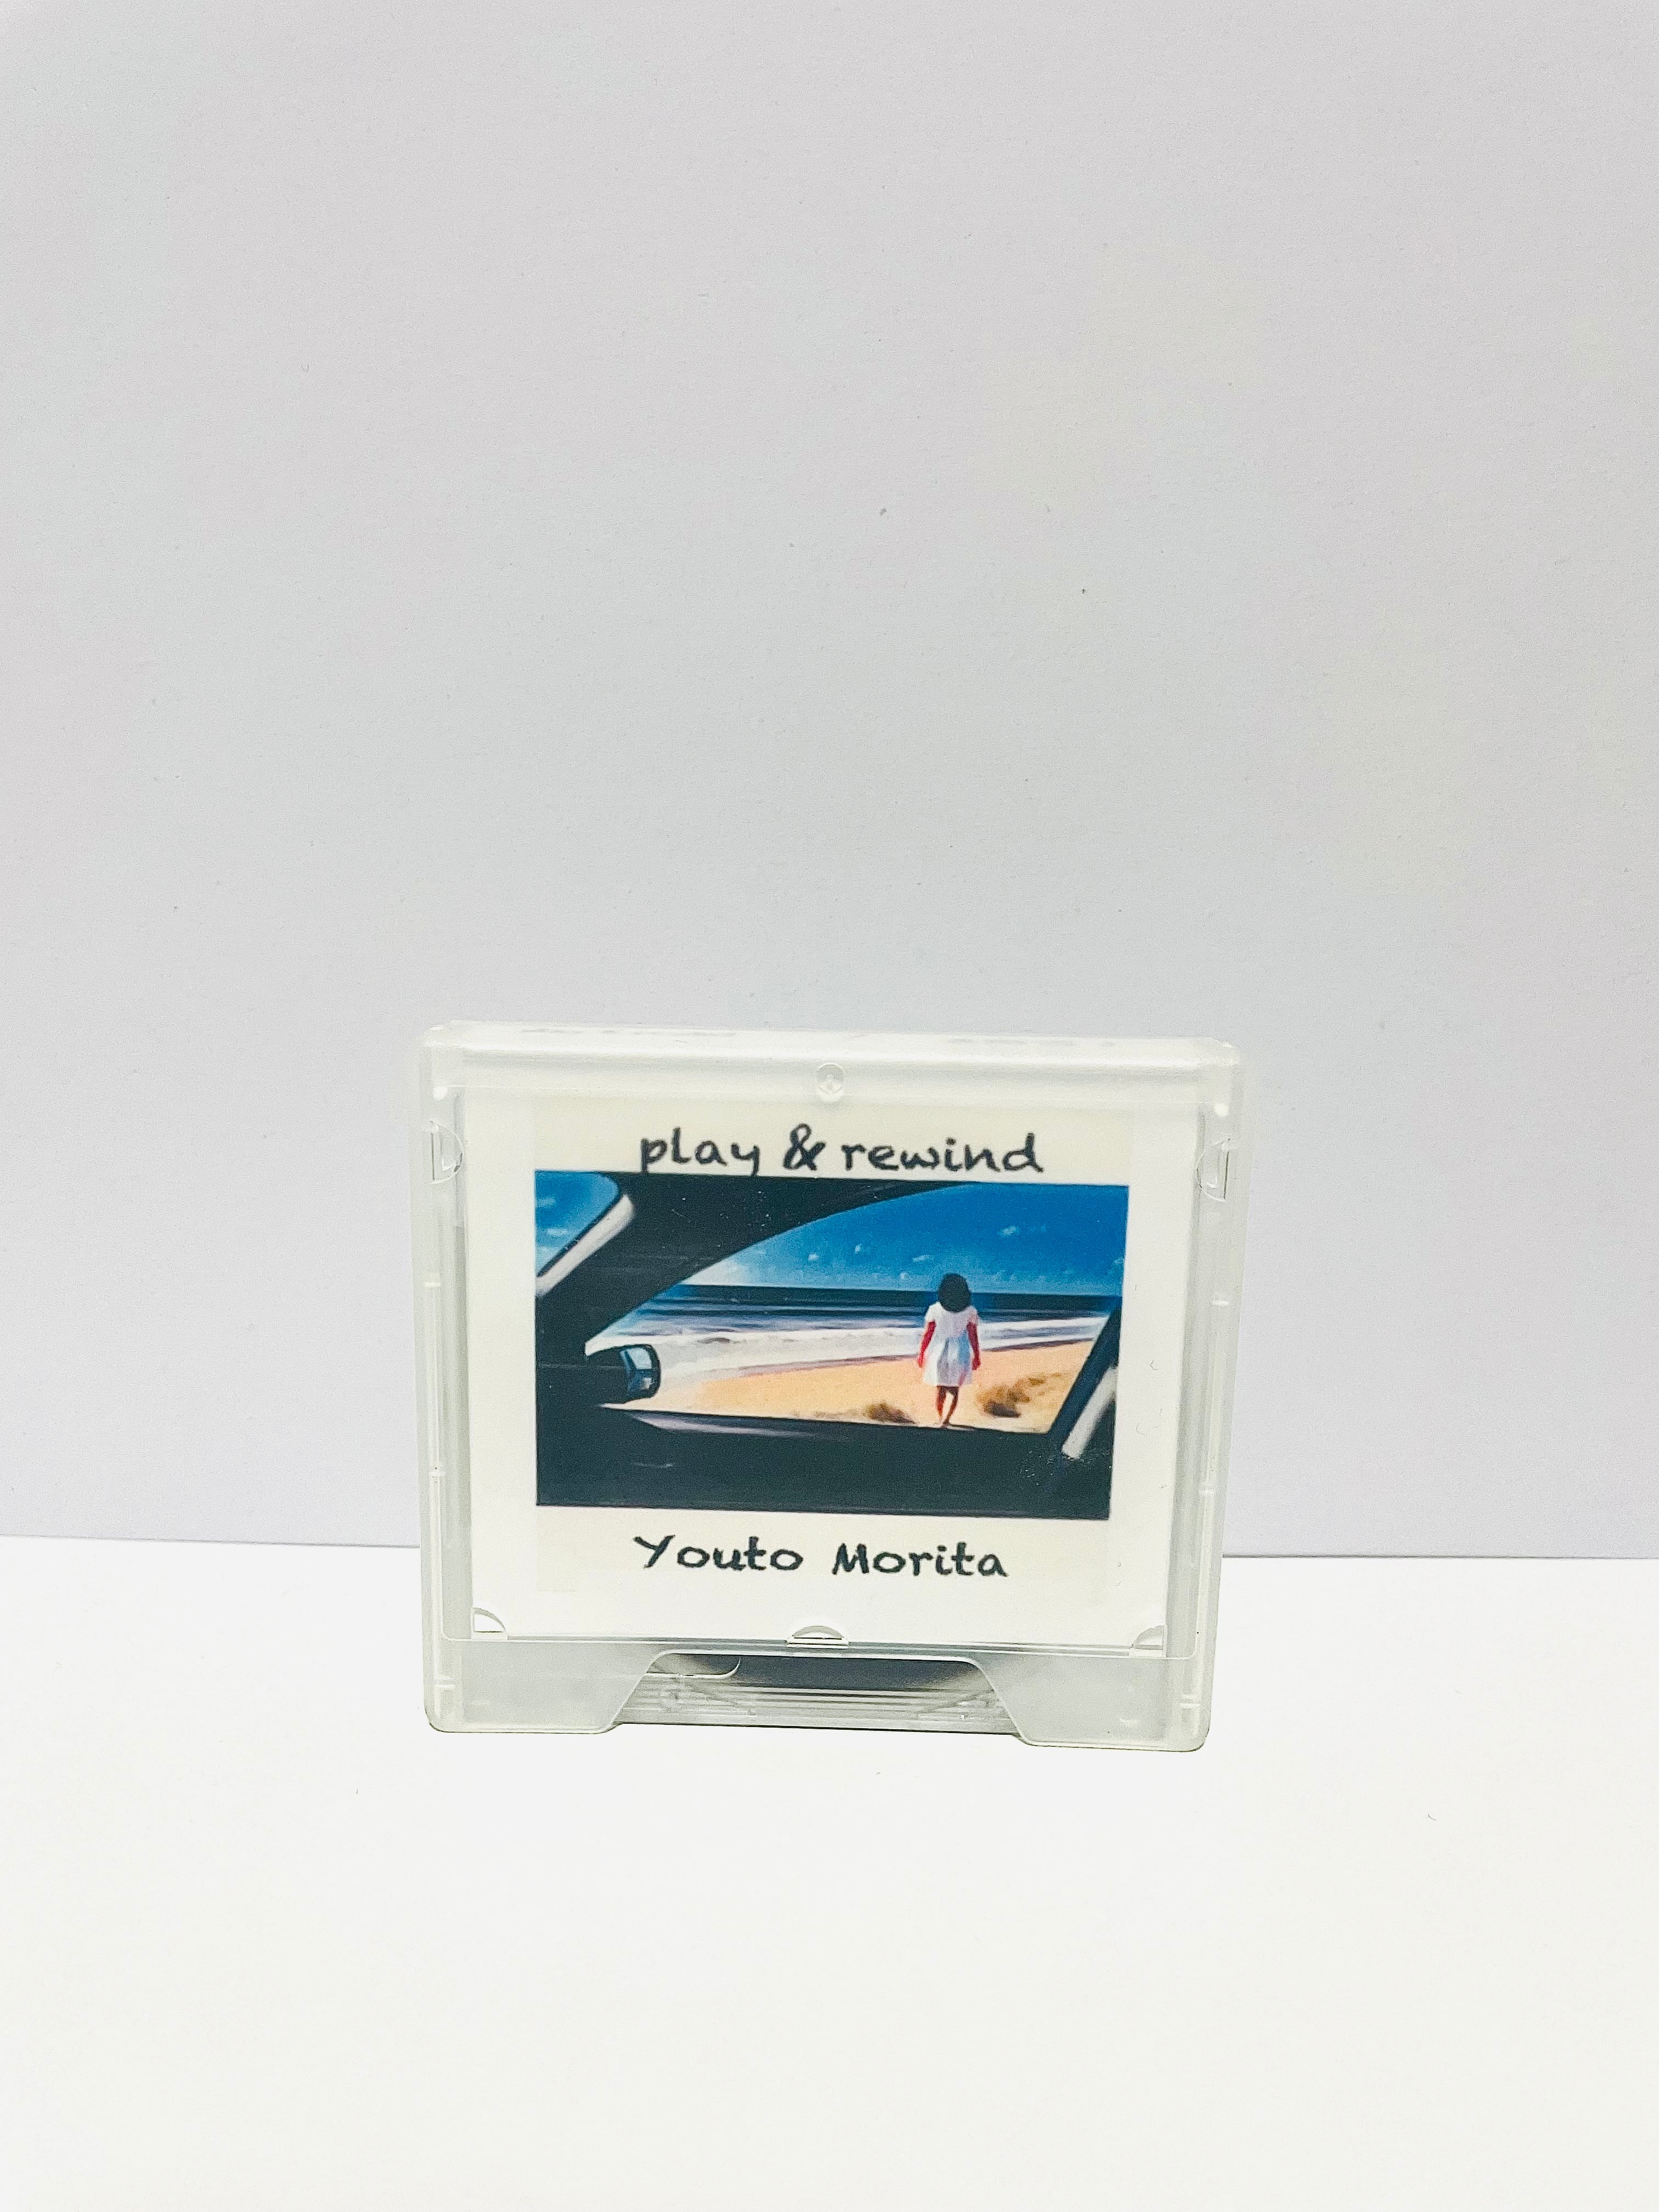 play & rewind
Youto Morita